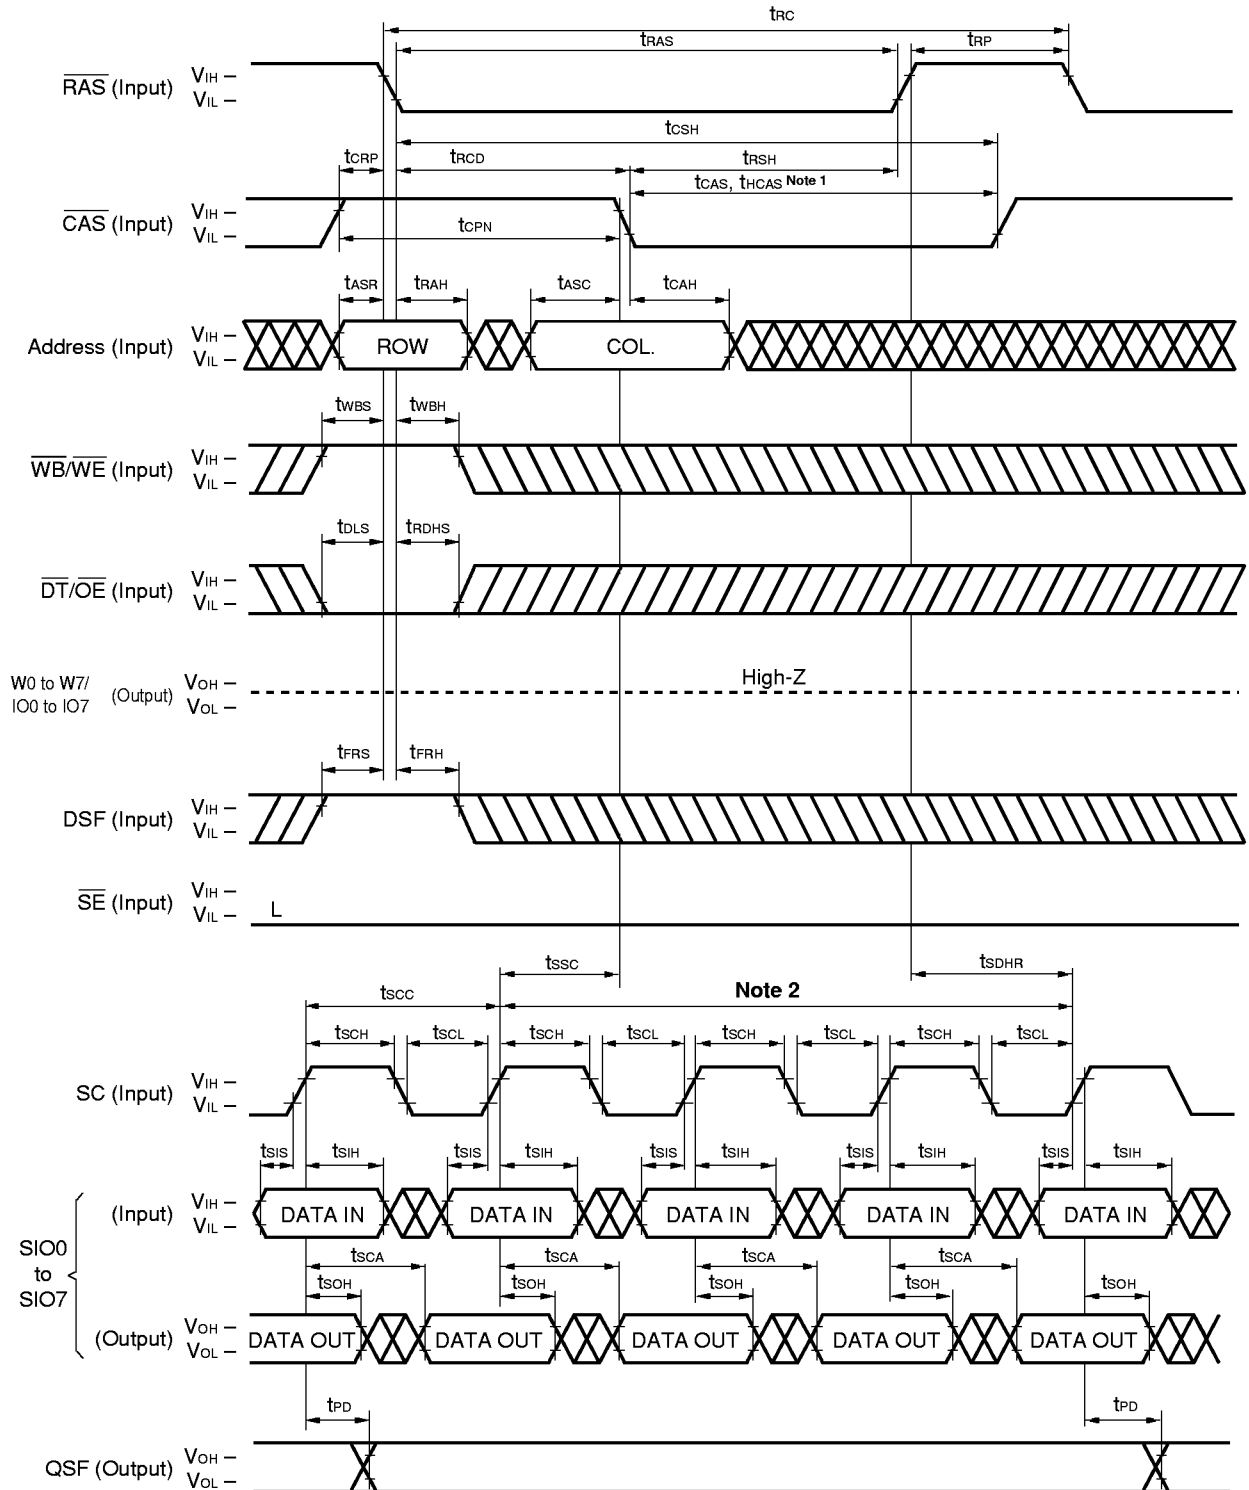 tRC
tRAS
tRP
RAS (Input)
VIH –
VIL –
tCSH
tCRP
tRCD
tRSH
tCAS, tHCAS Note 1
CAS (Input)
VIH –
VIL –
tCPN
tASR
tRAH
tASC
tCAH
Address (Input)
VIH –
VIL –
ROW
COL.
tWBS
tWBH
WB/WE (Input)
VIH –
VIL –
tDLS
tRDHS
DT/OE (Input)
VIH –
VIL –
W0 to W7/
IO0 to IO7
(Output)
VOH –
VOL –
High-Z
tFRS
tFRH
DSF (Input)
VIH –
VIL –
SE (Input)
VIH –
VIL –
L
tSSC
tSDHR
tSCC
Note 2
tSCH
tSCL
tSCH
tSCL
tSCH
tSCL
tSCH
tSCL
SC (Input)
VIH –
VIL –
tSIS
tSIH
tSIS
tSIH
tSIS
tSIH
tSIS
tSIH
tSIS
tSIH
SIO0
to
SIO7
(Input)
VIH –
VIL –
DATA IN
DATA IN
DATA IN
DATA IN
DATA IN
tSCA
tSCA
tSCA
tSCA
tSOH
tSOH
tSOH
tSOH
tSOH
(Output)
VOH –
VOL –
DATA OUT
DATA OUT
DATA OUT
DATA OUT
DATA OUT
tPD
tPD
QSF (Output)
VOH –
VOL –